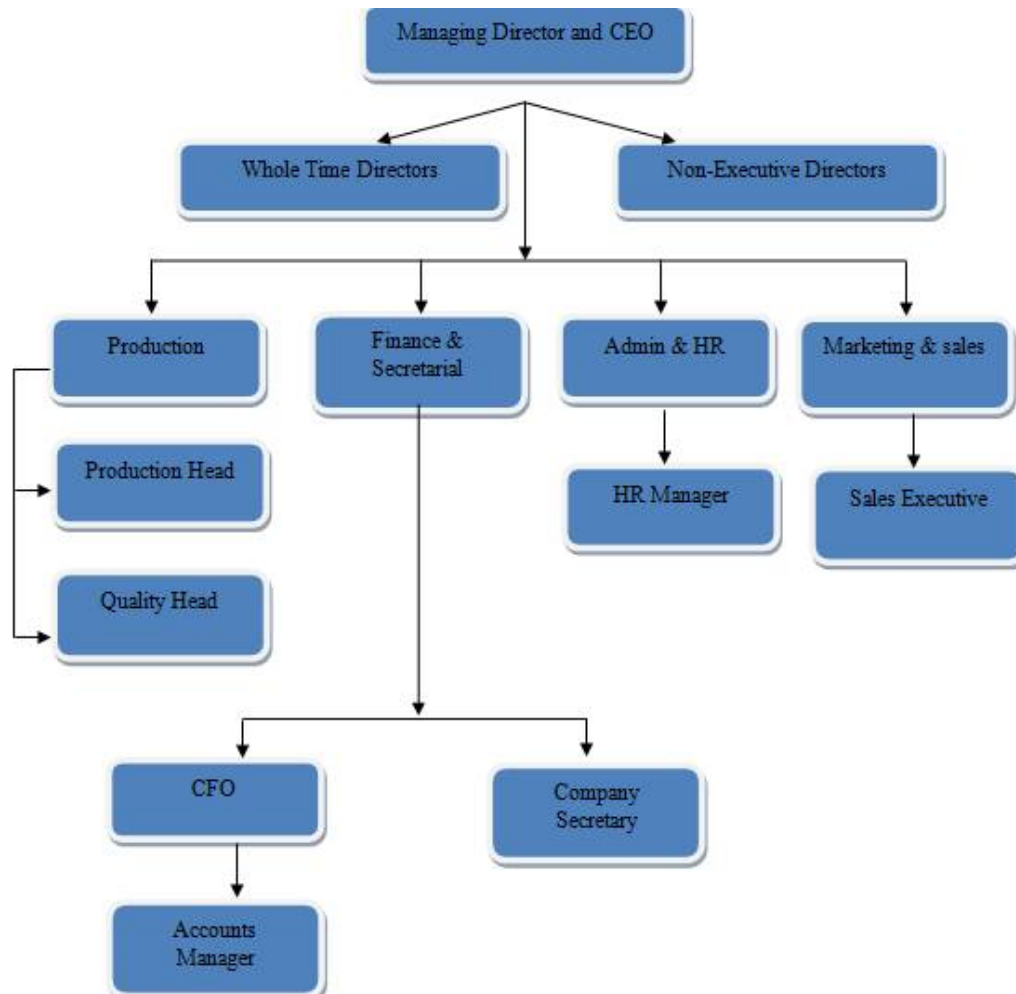 Managing Director and CEO
Whole Time Directors
Non-Executive Directors
Production
Finance &
Secretarial
Admin & HR
Marketing & sales
Production Head
HR Manager
Sales Executive
Quality Head
CFO
Company
Secretary
Accounts
Manager